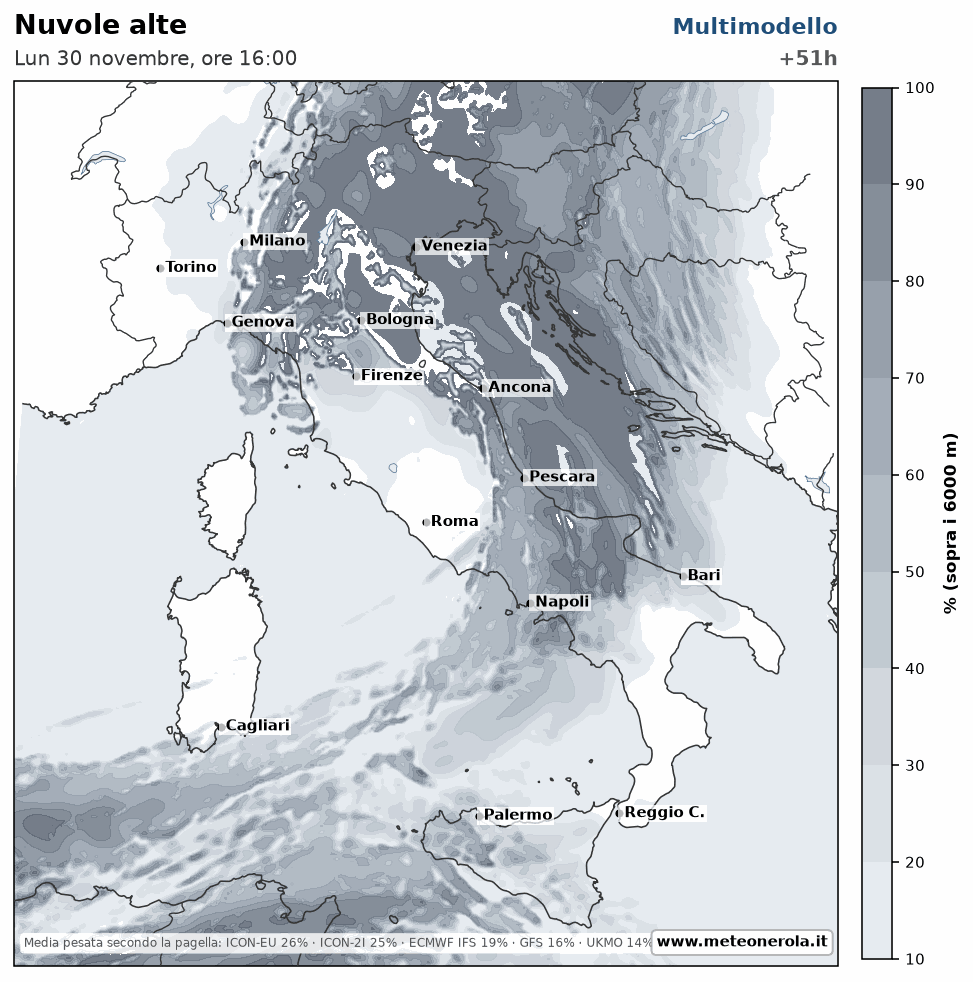 Nuvole alte
Multimodello
Lun 30 novembre, ore 16:00
+51h
Milano
Venezia
Torino
Genova
Bologna
Firenze
Ancona
Pescara
Roma
Bari
Napoli
Cagliari
Palermo
Reggio C.
100
90
80
70
60
50
40
30
20
10
% (sopra i 6000 m)
Media pesata secondo la pagella: ICON-EU 26% · ICON-2I 25% · ECMWF IFS 19% · GFS 16% · UKMO 14%
www.meteonerola.it